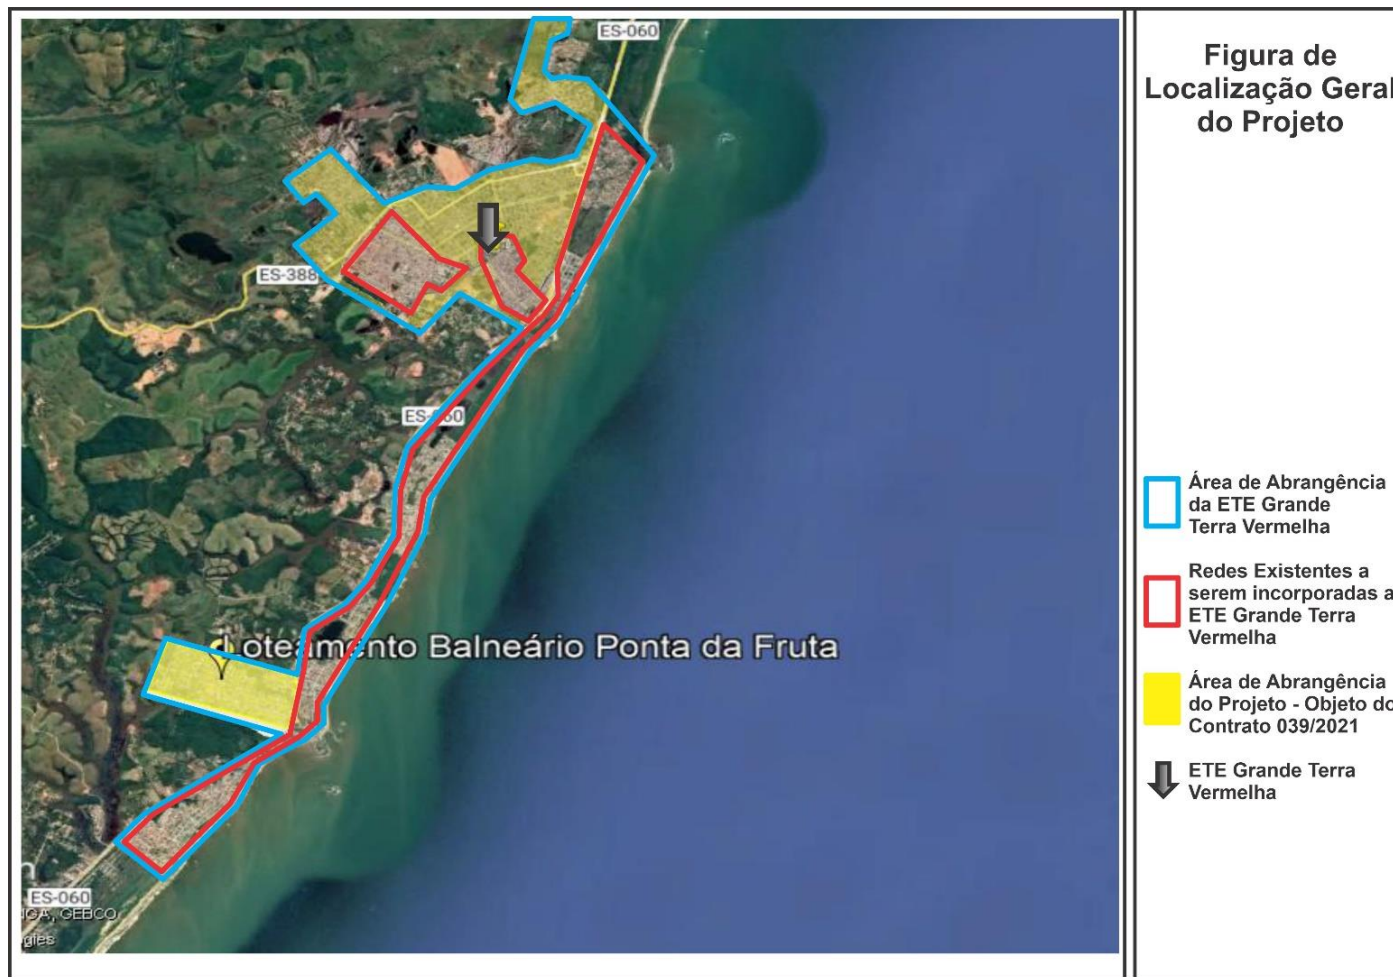 Figura de
Localização Geral
do Projeto
ES-060
ES-388
ES-060
Loteamento Balneário Ponta da Fruta
ES-060
GEBCO
Área de Abrangência
da ETE Grande
Terra Vermelha
Redes Existentes a
serem incorporadas a
ETE Grande Terra
Vermelha
Área de Abrangência
do Projeto - Objeto do
Contrato 039/2021
ETE Grande Terra
Vermelha